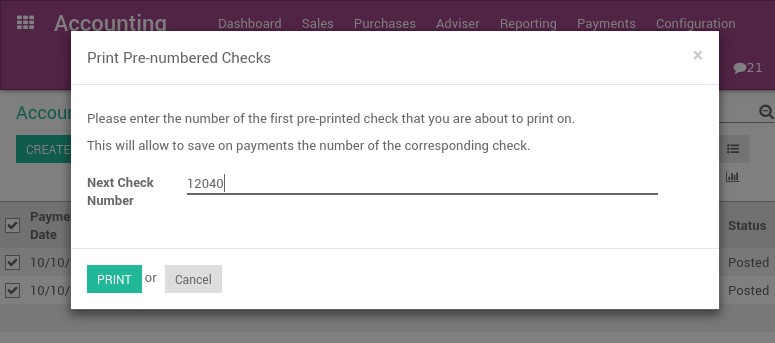 Accounting
Dashboard Sales Purchases Adviser Reporting Payments Configuration
Print Pre-numbered Checks ×
21
Please enter the number of the first pre-printed check that you are about to print on.
This will allow to save on payments the number of the corresponding check.
CREATE
Next Check Number
12040
Date
Status
10/10/
Posted
PRINT or Cancel
10/10/
Posted